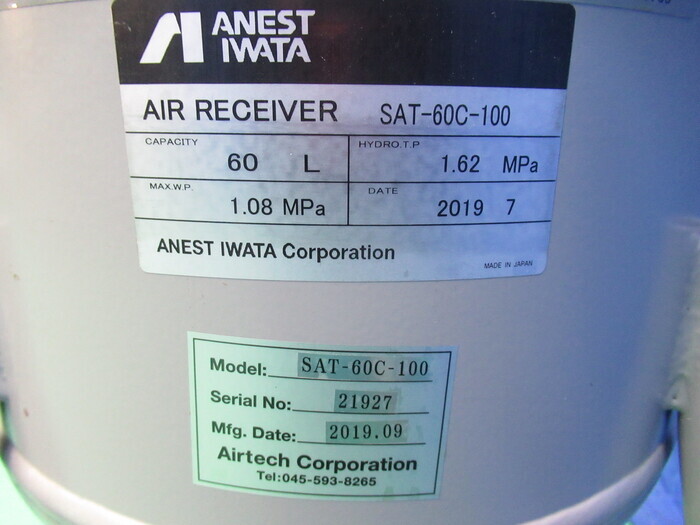 ANEST
IWATA
AIR RECEIVER SAT-60C-100
CAPACITY
60 L
HYDRO.T.P
1.62 MPa
MAX.W.P.
1.08 MPa
DATE
2019 7
ANEST IWATA Corporation
MADE IN JAPAN
Model: SAT-60C-100
Serial No: 21927
Mfg. Date: 2019.09
Airtech Corporation
Tel:045-593-8265